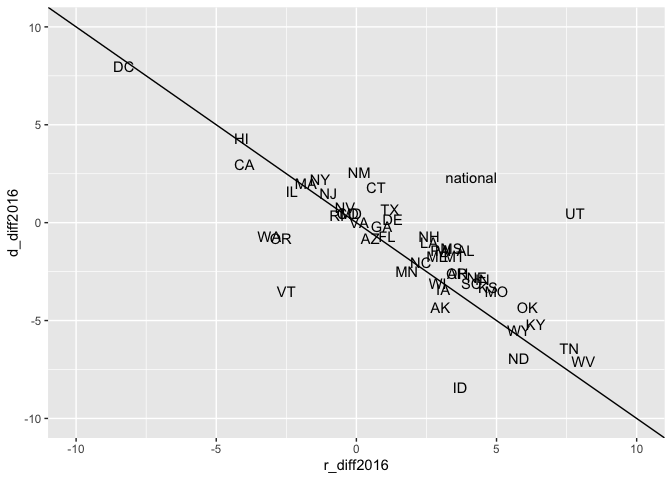 10
5
0
-5
-10
d_diff2016
DC
HI
CA
NY
MA
IL
NJ
NM
CT
national
UT
NV
RI
VA
TX
DE
GA
FL
AZ
WA
OR
VT
NH
LA
MS
AL
ME
MT
NC
MN
WI
IA
AK
NE
SC
KS
MO
OK
KY
WY
ND
TN
WV
ID
-10
-5
0
5
10
r_diff2016